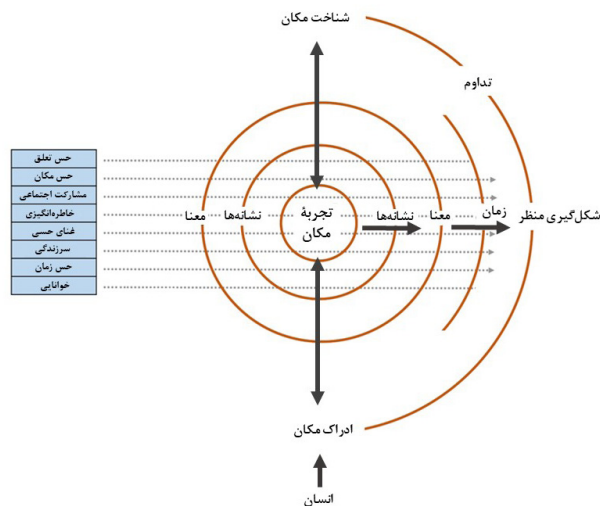 شناخت مکان
تداوم
حس تعلق
حس مکان
مشارکت اجتماعی
خاطره‌انگیزی
غنای حسی
سرزندگی
حس زمان
خوانایی
معنا
نشانه‌ها
تجربۀ
مکان
نشانه‌ها
معنا
زمان
شکل‌گیری منظر
ادراک مکان
انسان